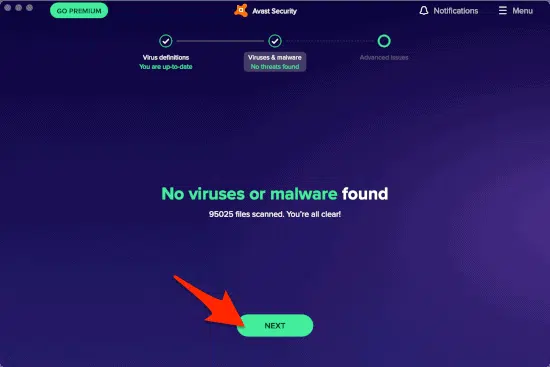 GO PREMIUM
Avast Security
Notifications
Menu
Virus definitions
You are up-to-date
Viruses & malware
No threats found
Advanced issues
No viruses or malware found
95025 files scanned. You're all clear!
NEXT